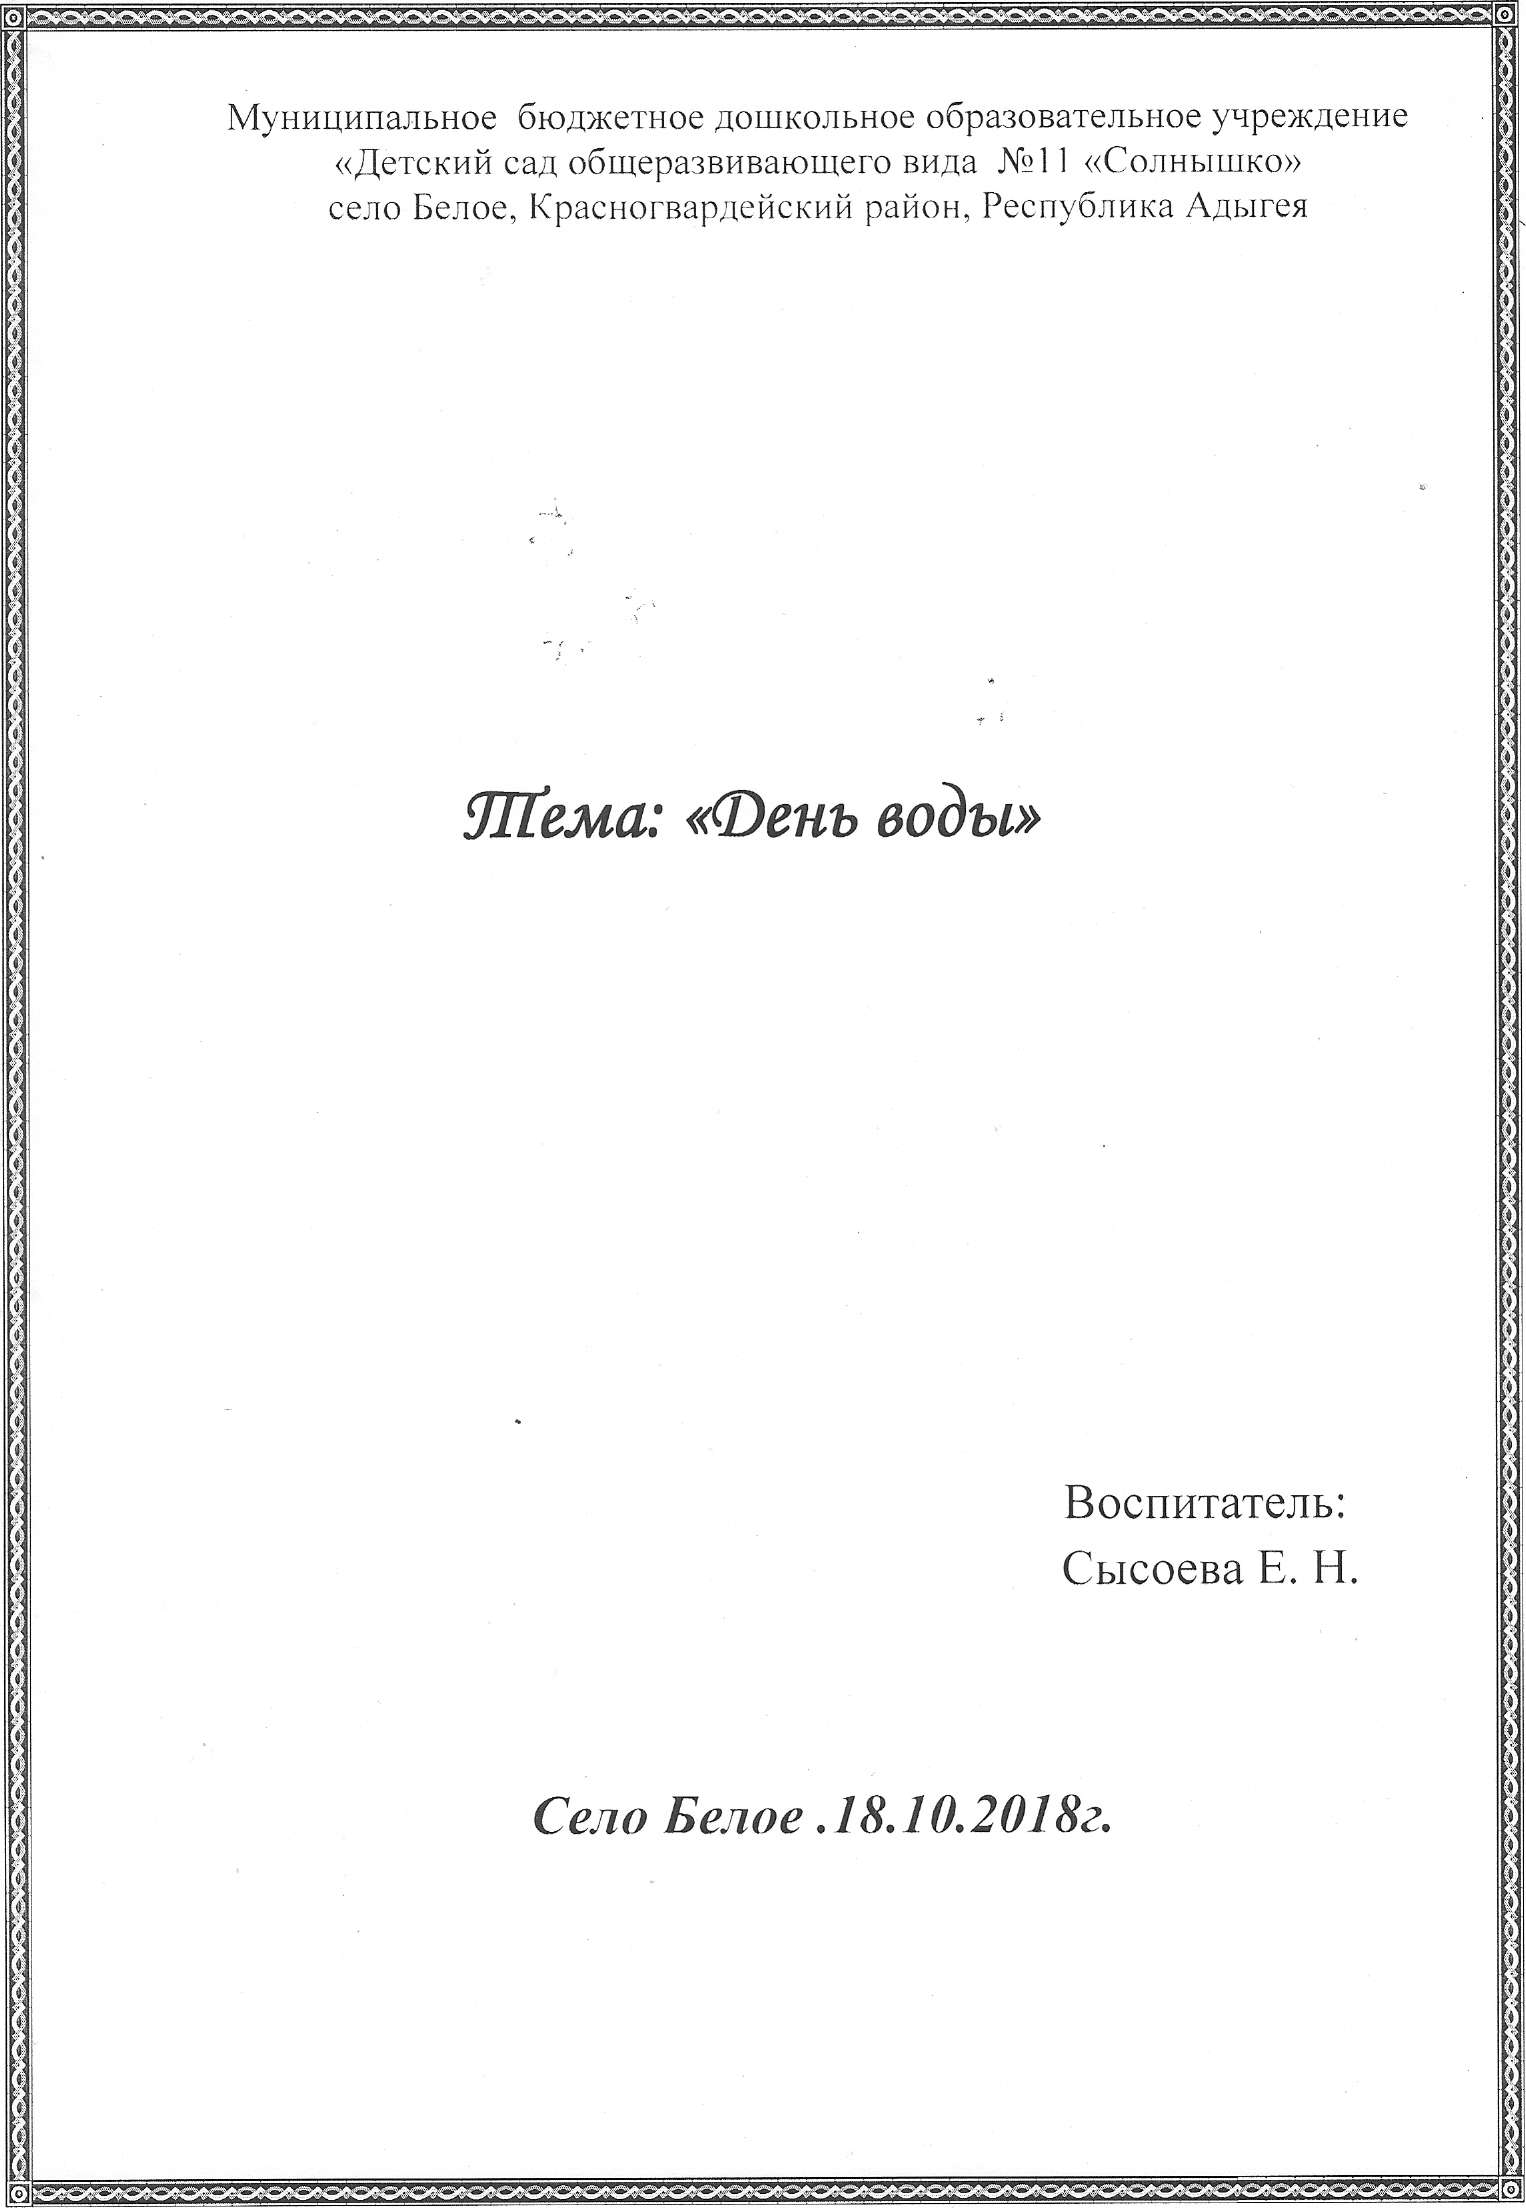 Муниципальное  бюджетное дошкольное образовательное учреждение
«Детский сад общеразвивающего вида  №11 «Солнышко»
село Белое, Красногвардейский район, Республика Адыгея
Тема: «День воды»
Воспитатель:
Сысоева Е. Н.
Село Белое .18.10.2018г.